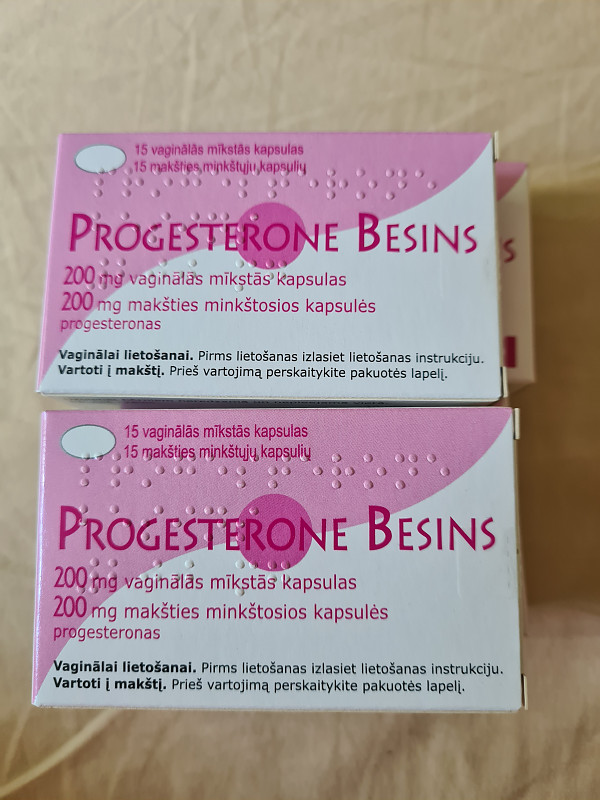 15 vaginālās mīkstās kapsulas
15 makšties minkštųjų kapsulių
PROGESTERONE BESINS
200 mg vaginālās mīkstās kapsulas
200 mg makšties minkštosios kapsulės
progesteronas
Vaginālai lietošanai. Pirms lietošanas izlasiet lietošanas instrukciju.
Vartoti į makštį. Prieš vartojimą perskaitykite pakuotės lapelį.
s
15 vaginālās mīkstās kapsulas
15 makšties minkštųjų kapsulių
PROGESTERONE BESINS
200 mg vaginālās mīkstās kapsulas
200 mg makšties minkštosios kapsulės
progesteronas
Vaginālai lietošanai. Pirms lietošanas izlasiet lietošanas instrukciju.
Vartoti į makštį. Prieš vartojimą perskaitykite pakuotės lapelį.